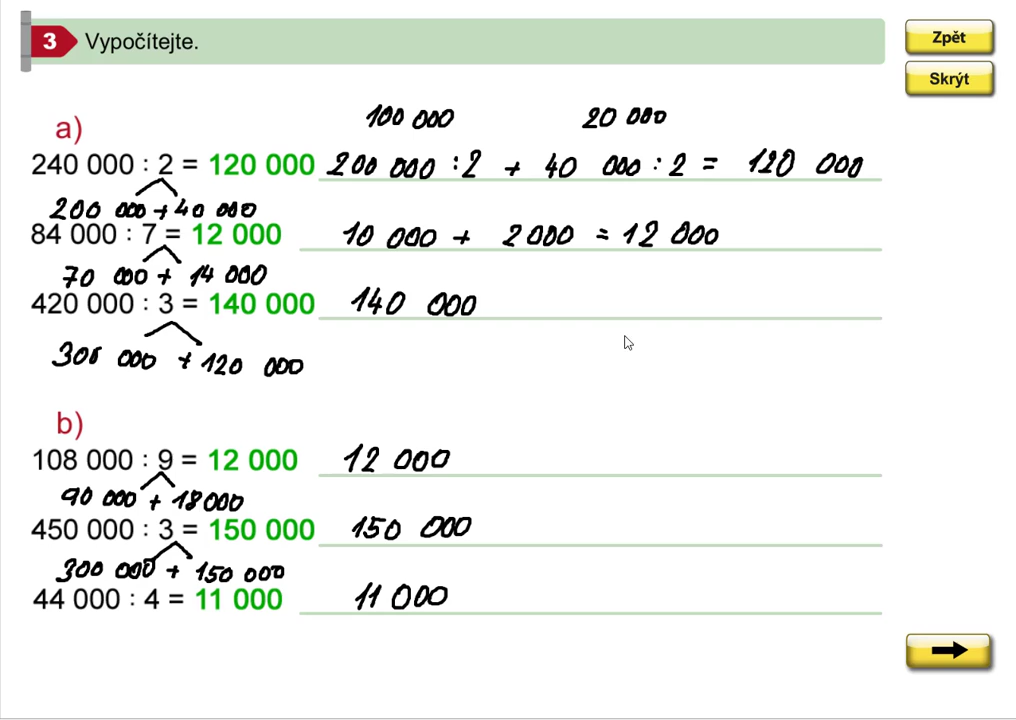 3 Vypočítejte.
Zpět
Skrýt
100 000 20 000
a)
240 000 : 2 = 120 000 200 000 : 2 + 40 000 : 2 = 120 000
200 000 + 40 000
84 000 : 7 = 12 000 10 000 + 2 000 = 12 000
70 000 + 14 000
420 000 : 3 = 140 000 140 000
300 000 + 120 000
b)
108 000 : 9 = 12 000 12 000
90 000 + 18 000
450 000 : 3 = 150 000 150 000
300 000 + 150 000
44 000 : 4 = 11 000 11 000